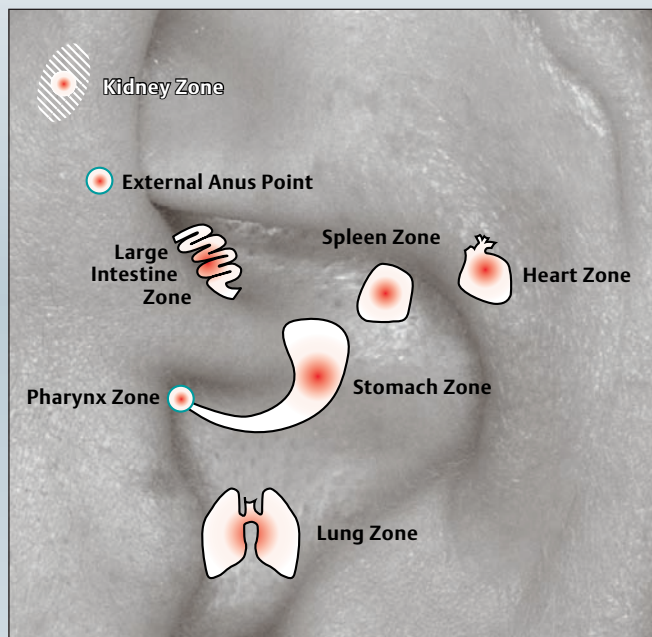 Kidney Zone
External Anus Point
Spleen Zone
Large
Intestine
Zone
Heart Zone
Stomach Zone
Pharynx Zone
Lung Zone